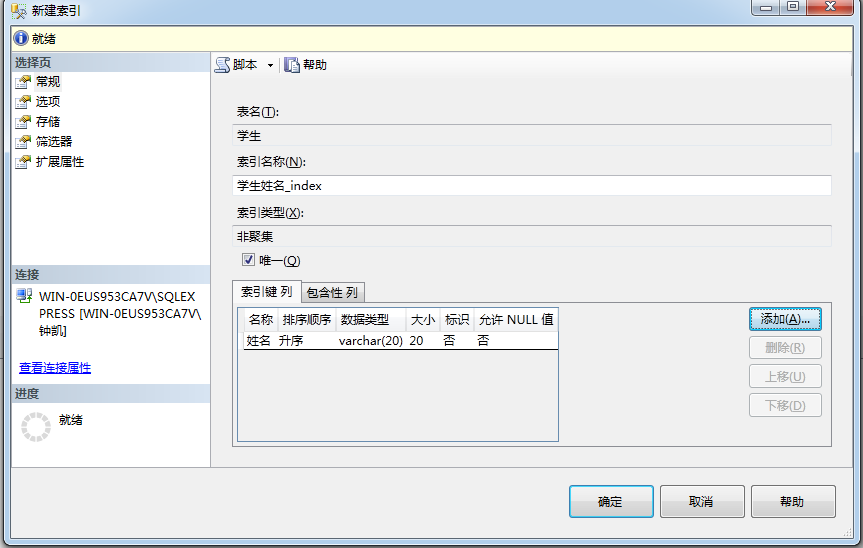 新建索引
就绪
选择页
常规
选项
存储
筛选器
扩展属性
连接
WIN-0EUS953CA7V\SQLEX
PRESS [WIN-0EUS953CA7V\
钟凯]
查看连接属性
进度
就绪
脚本 帮助
表名(T):
学生
索引名称(N):
学生姓名_index
索引类型(X):
非聚集
唯一(Q)
索引键 列 包含性 列
名称 排序顺序 数据类型 大小 标识 允许 NULL 值
姓名 升序 varchar(20) 20 否 否
添加(A)...
删除(R)
上移(U)
下移(D)
确定 取消 帮助